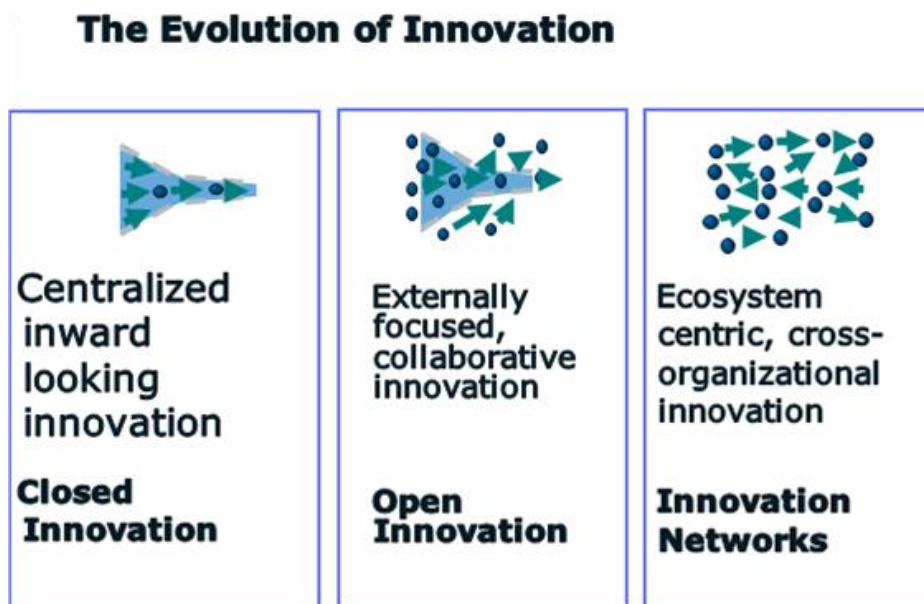 The Evolution of Innovation
Centralized
inward
looking
innovation
Closed
Innovation
Externally
focused,
collaborative
innovation
Open
Innovation
Ecosystem
centric, cross-
organizational
innovation
Innovation
Networks